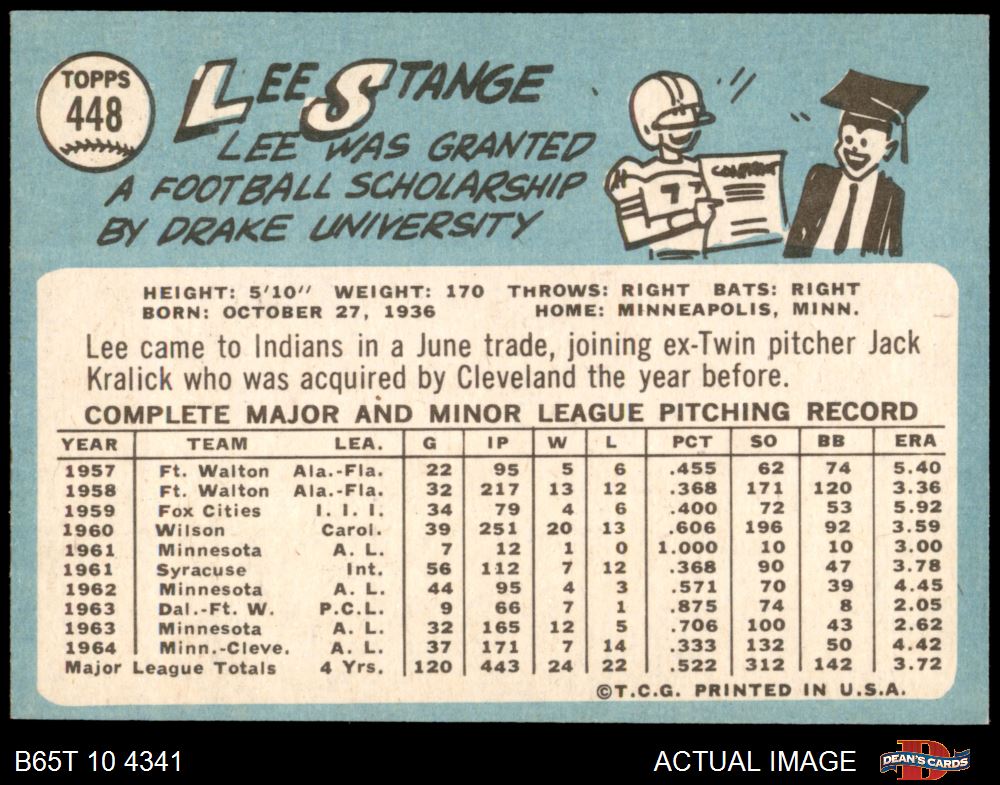 TOPPS
448
LEE STANGE
LEE WAS GRANTED
A FOOTBALL SCHOLARSHIP
BY DRAKE UNIVERSITY
CONTRACT
7
HEIGHT: 5'10" WEIGHT: 170 THROWS: RIGHT BATS: RIGHT
BORN: OCTOBER 27, 1936 HOME: MINNEAPOLIS, MINN.
Lee came to Indians in a June trade, joining ex-Twin pitcher Jack
Kralick who was acquired by Cleveland the year before.
COMPLETE MAJOR AND MINOR LEAGUE PITCHING RECORD
YEAR TEAM LEA. G IP W L PCT SO BB ERA
1957 Ft. Walton Ala.-Fla. 22 95 5 6 .455 62 74 5.40
1958 Ft. Walton Ala.-Fla. 32 217 13 12 .368 171 120 3.36
1959 Fox Cities I. I. I. 34 79 4 6 .400 72 53 5.92
1960 Wilson Carol. 39 251 20 13 .606 196 92 3.59
1961 Minnesota A. L. 7 12 1 0 1.000 10 10 3.00
1961 Syracuse Int. 56 112 7 12 .368 90 47 3.78
1962 Minnesota A. L. 44 95 4 3 .571 70 39 4.45
1963 Dal.-Ft. W. P.C.L. 9 66 7 1 .875 74 8 2.05
1963 Minnesota A. L. 32 165 12 5 .706 100 43 2.62
1964 Minn.-Cleve. A. L. 37 171 7 14 .333 132 50 4.42
Major League Totals 4 Yrs. 120 443 24 22 .522 312 142 3.72
©T.C.G. PRINTED IN U.S.A.
B65T 10 4341 ACTUAL IMAGE D DEAN'S CARDS